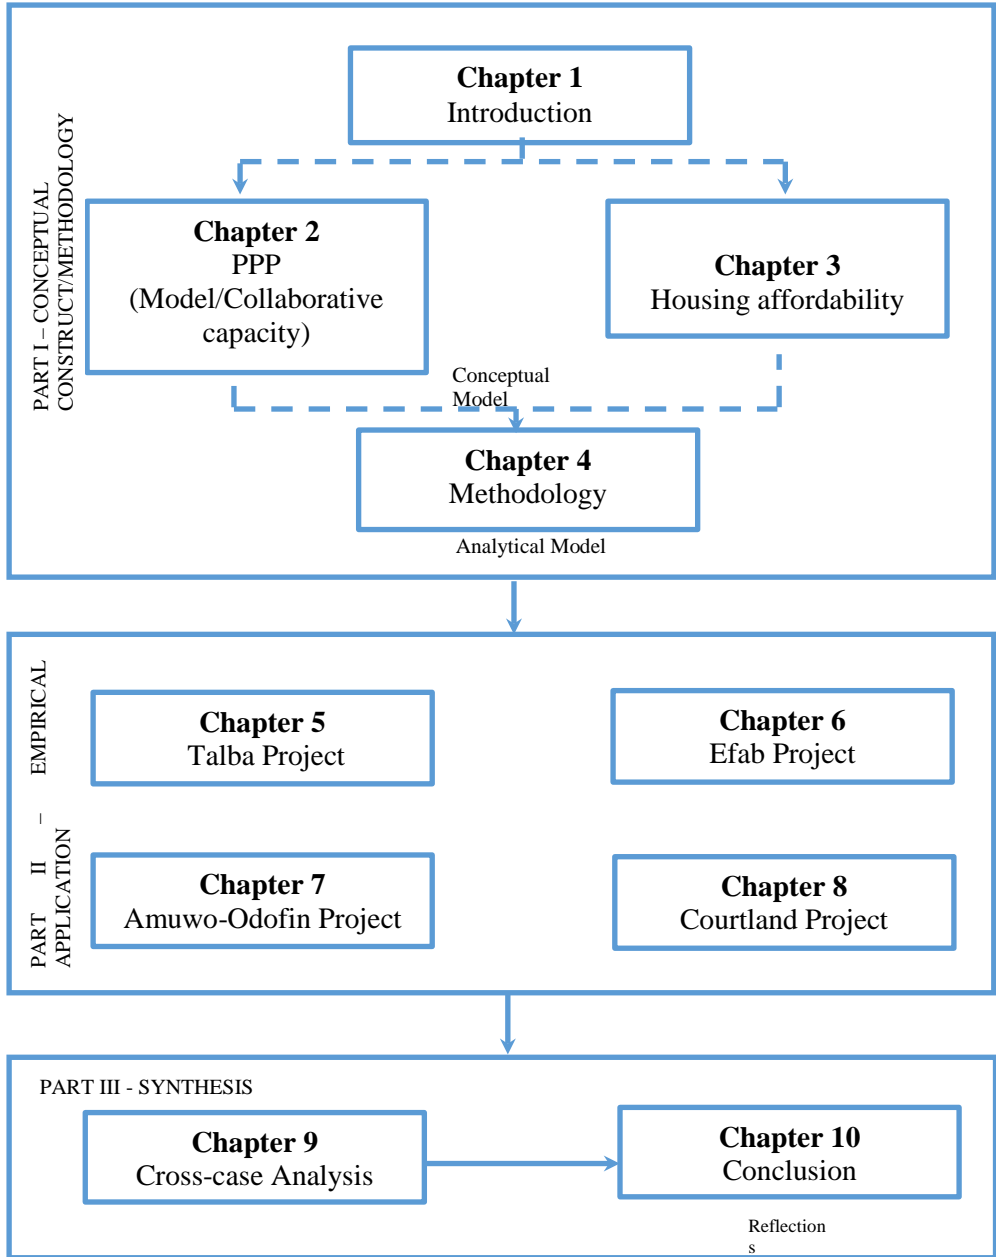 PART I – CONCEPTUAL
CONSTRUCT/METHODOLOGY
Chapter 1
Introduction
Chapter 2
PPP
(Model/Collaborative
capacity)
Chapter 3
Housing affordability
Conceptual
Model
Chapter 4
Methodology
Analytical Model
PART II – EMPIRICAL
APPLICATION
Chapter 5
Talba Project
Chapter 6
Efab Project
Chapter 7
Amuwo-Odofin Project
Chapter 8
Courtland Project
PART III - SYNTHESIS
Chapter 9
Cross-case Analysis
Chapter 10
Conclusion
Reflection
s